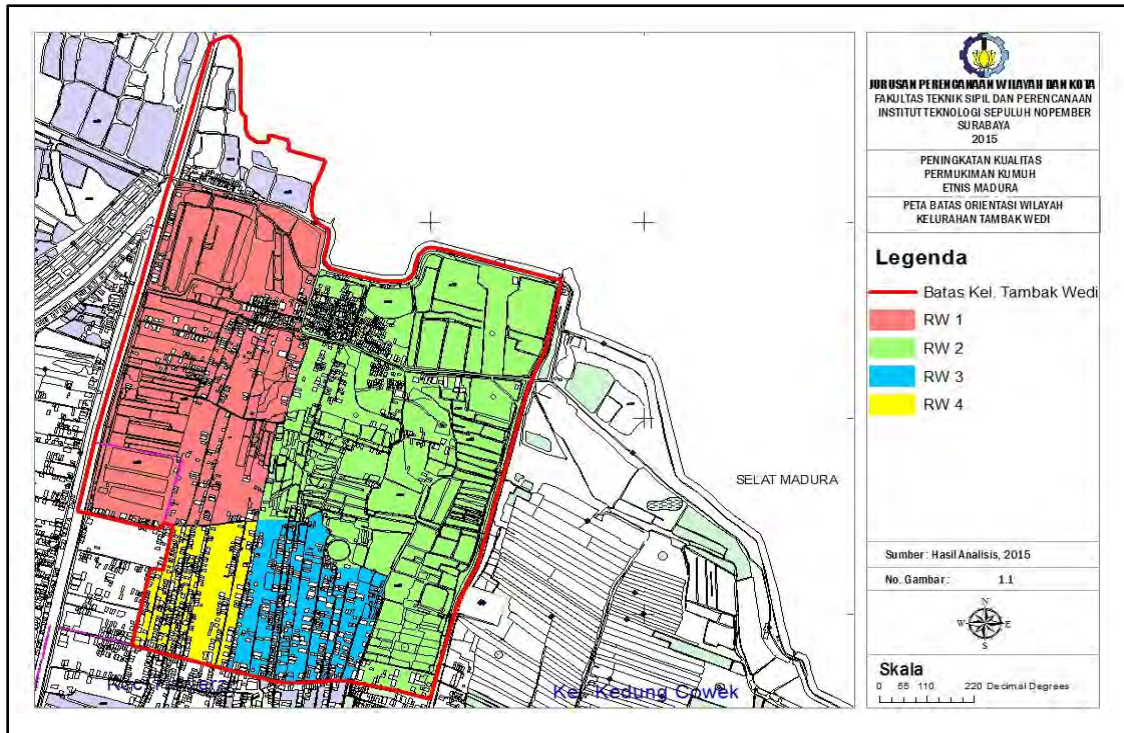 SELAT MADURA
Kel. Kedung Cowek
JURUSAN PERENCANAAN WILAYAH DAN KOTA
FAKULTAS TEKNIK SIPIL DAN PERENCANAAN
INSTITUT TEKNOLOGI SEPULUH NOPEMBER
SURABAYA
2015
PENINGKATAN KUALITAS
PERMUKIMAN KUMUH
ETNIS MADURA
PETA BATAS ORIENTASI WILAYAH
KELURAHAN TAMBAK WEDI
Legenda
Batas Kel. Tambak Wedi
RW 1
RW 2
RW 3
RW 4
Sumber : Hasil Analisis, 2015
No. Gambar : 1.1
N
W E
S
Skala
0 55 110 220 Decimal Degrees